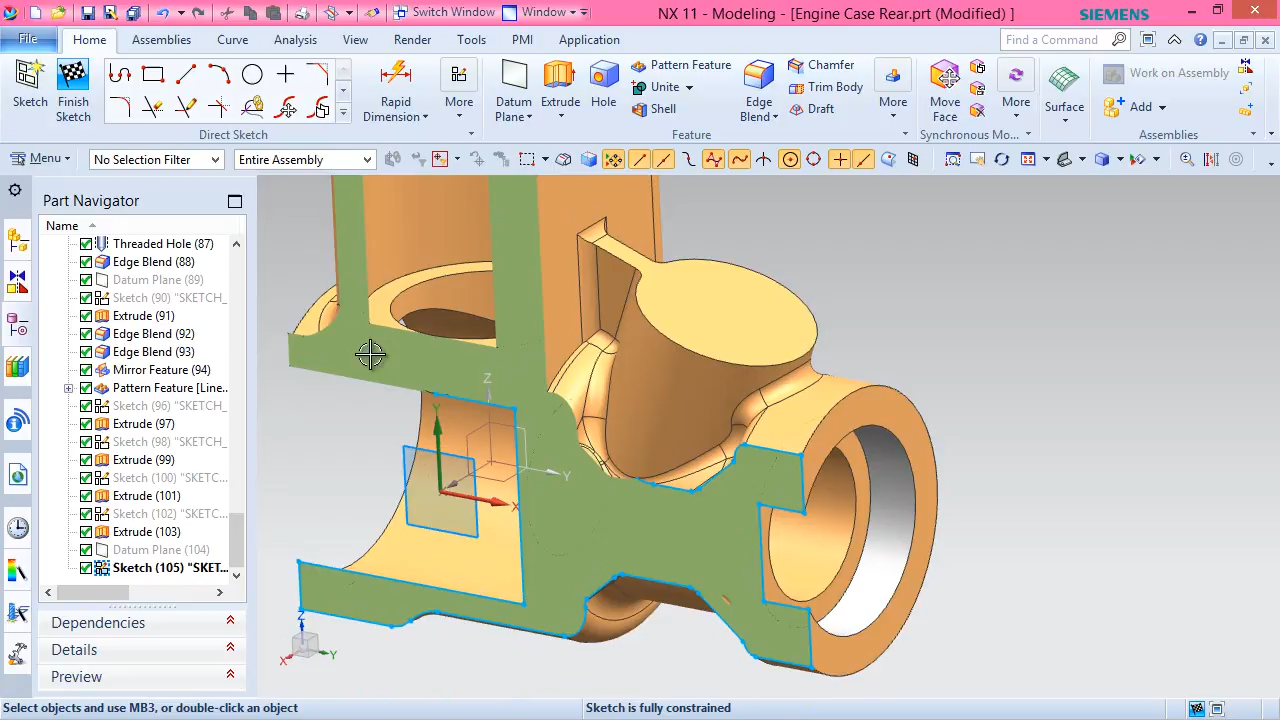 Switch Window
Window
NX 11 - Modeling - [Engine Case Rear.prt (Modified) ]
SIEMENS
File
Home
Assemblies
Curve
Analysis
View
Render
Tools
PMI
Application
Find a Command
Sketch
Finish Sketch
Rapid Dimension
More
Datum Plane
Extrude
Hole
Pattern Feature
Unite
Shell
Edge Blend
Chamfer
Trim Body
Draft
More
Move Face
More
Surface
Work on Assembly
Add
Direct Sketch
Feature
Synchronous Mo...
Assemblies
Menu
No Selection Filter
Entire Assembly
Part Navigator
Name
Threaded Hole (87)
Edge Blend (88)
Datum Plane (89)
Sketch (90) "SKETCH_
Extrude (91)
Edge Blend (92)
Edge Blend (93)
Mirror Feature (94)
Pattern Feature [Line..
Sketch (96) "SKETCH_
Extrude (97)
Sketch (98) "SKETCH_
Extrude (99)
Sketch (100) "SKETC..
Extrude (101)
Sketch (102) "SKETC..
Extrude (103)
Datum Plane (104)
Sketch (105) "SKET...
Dependencies
Details
Preview
Z
Y
Y
X
Z
X
Y
Select objects and use MB3, or double-click an object
Sketch is fully constrained